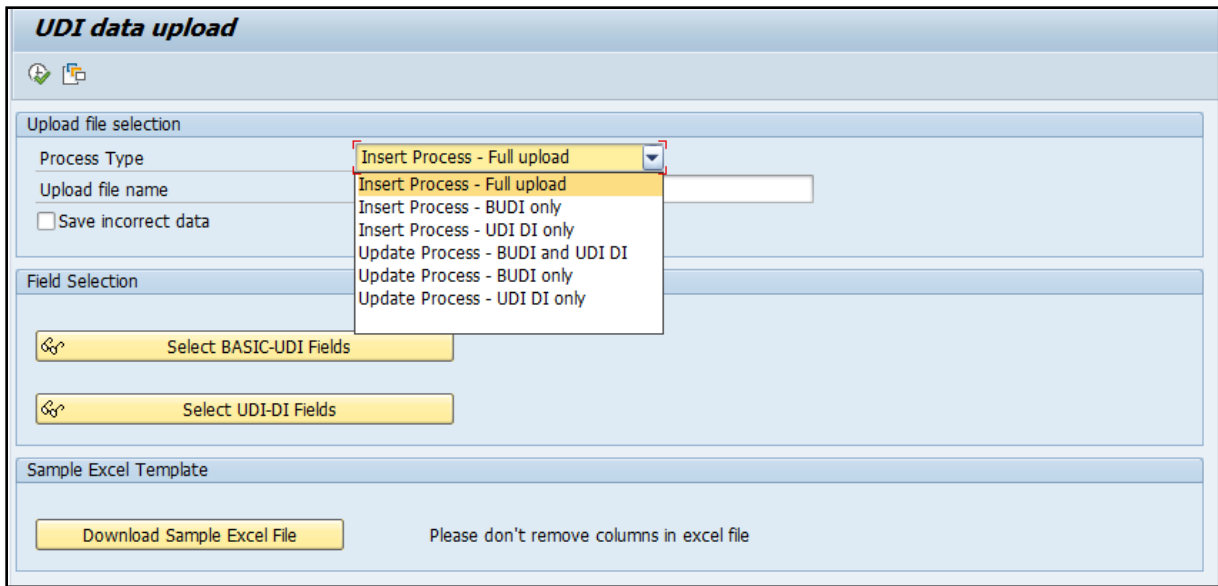 UDI data upload
Upload file selection
Process Type
Insert Process - Full upload
Insert Process - Full upload
Upload file name
Insert Process - BUDI only
Save incorrect data
Insert Process - UDI DI only
Update Process - BUDI and UDI DI
Update Process - BUDI only
Update Process - UDI DI only
Field Selection
Select BASIC-UDI Fields
Select UDI-DI Fields
Sample Excel Template
Download Sample Excel File
Please don't remove columns in excel file